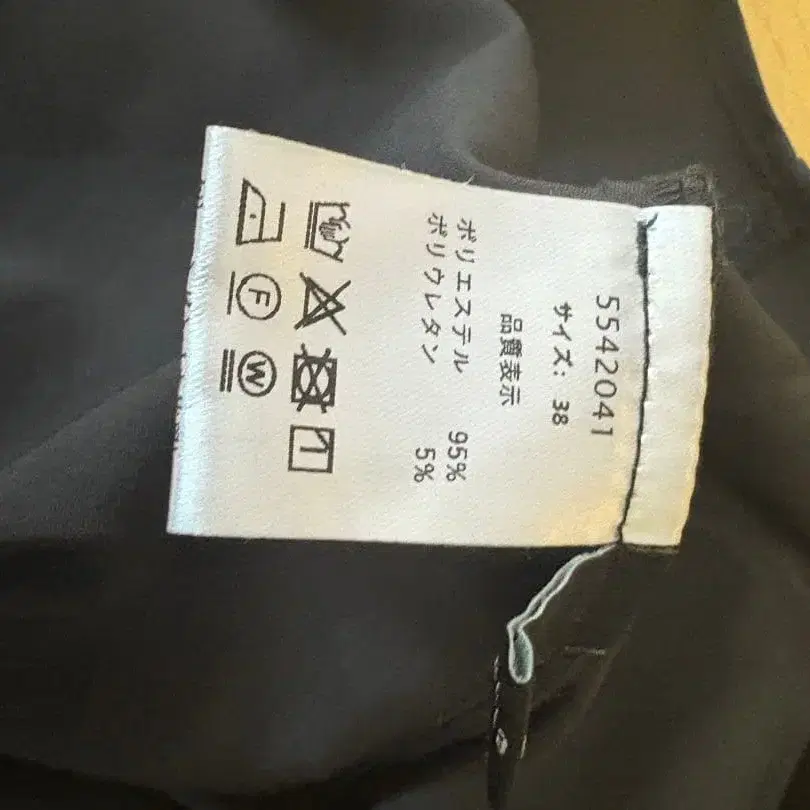 5542041
サイズ: 38
品質表示
ポリエステル 95%
ポリウレタン 5%
F W